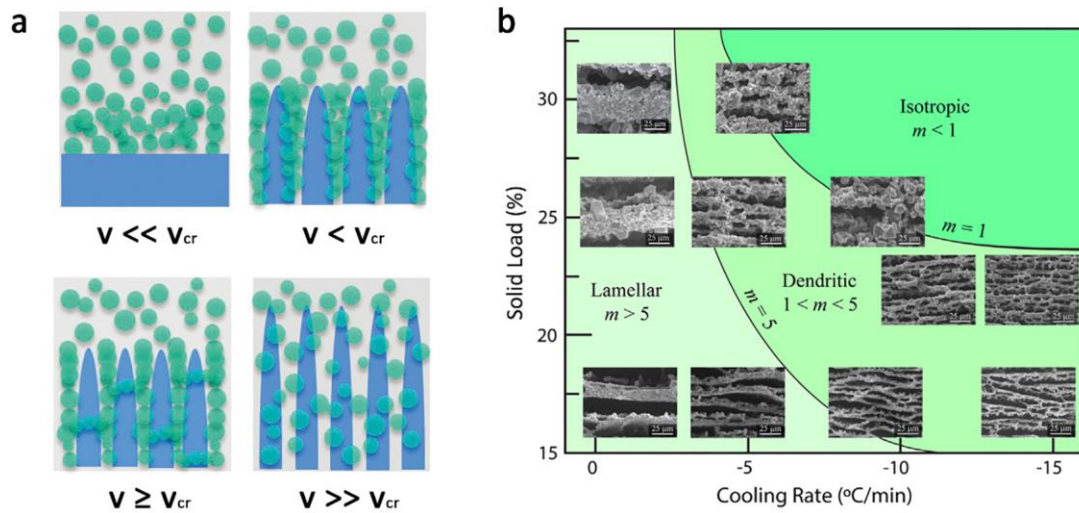 a
v << vcr
v < vcr
v ≥ vcr
v >> vcr
b
Solid Load (%)
30
25
20
15
0
-5
-10
-15
Cooling Rate (ºC/min)
Isotropic
m < 1
m = 1
Dendritic
1 < m < 5
Lamellar
m > 5
m = 5
25 µm
25 µm
25 µm
25 µm
25 µm
25 µm
25 µm
25 µm
25 µm
25 µm
25 µm